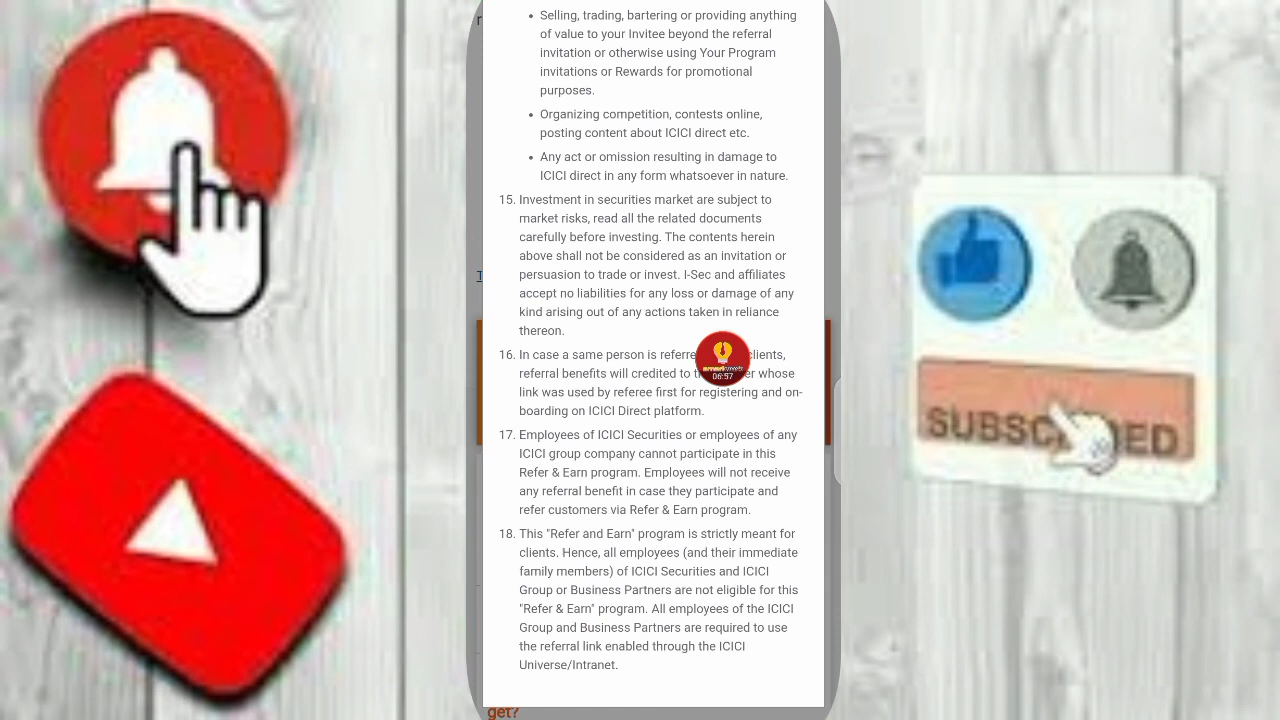 • Selling, trading, bartering or providing anything
of value to your Invitee beyond the referral
invitation or otherwise using Your Program
invitations or Rewards for promotional
purposes.
• Organizing competition, contests online,
posting content about ICICI direct etc.
• Any act or omission resulting in damage to
ICICI direct in any form whatsoever in nature.
15. Investment in securities market are subject to
market risks, read all the related documents
carefully before investing. The contents herein
above shall not be considered as an invitation or
persuasion to trade or invest. I-Sec and affiliates
accept no liabilities for any loss or damage of any
kind arising out of any actions taken in reliance
thereon.
16. In case a same person is clients,
referral benefits will credited to whose
link was used by referee first for registering and on-
boarding on ICICI Direct platform.
06:57
17. Employees of ICICI Securities or employees of any
ICICI group company cannot participate in this
Refer & Earn program. Employees will not receive
any referral benefit in case they participate and
refer customers via Refer & Earn program.
18. This "Refer and Earn" program is strictly meant for
clients. Hence, all employees (and their immediate
family members) of ICICI Securities and ICICI
Group or Business Partners are not eligible for this
"Refer & Earn" program. All employees of the ICICI
Group and Business Partners are required to use
the referral link enabled through the ICICI
Universe/Intranet.
get?